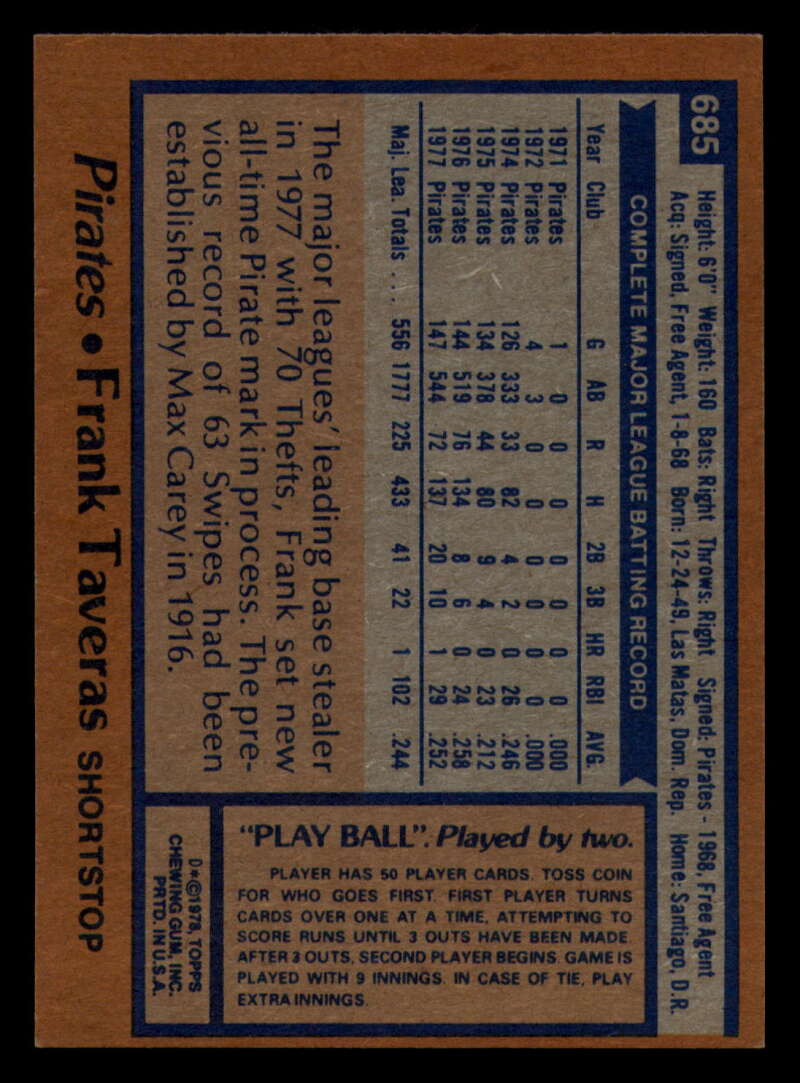 685
Height: 6'0" Weight: 160 Bats: Right Throws: Right Signed: Pirates - 1968, Free Agent
Acq: Signed, Free Agent, 1-8-68 Born: 12-24-49, Las Matas, Dom. Rep. Home: Santiago, D.R.
COMPLETE MAJOR LEAGUE BATTING RECORD
Year Club G AB R H 2B 3B HR RBI AVG.
1971 Pirates 1 0 0 0 0 0 0 0 .000
1972 Pirates 4 3 0 0 0 0 0 0 .000
1974 Pirates 126 333 33 82 4 2 0 26 .246
1975 Pirates 134 378 44 80 9 4 0 23 .212
1976 Pirates 144 519 76 134 8 6 0 24 .258
1977 Pirates 147 544 72 137 20 10 1 29 .252
Maj. Lea. Totals .... 556 1777 225 433 41 22 1 102 .244
The major leagues' leading base stealer
in 1977 with 70 Thefts, Frank set new
all-time Pirate mark in process. The pre-
vious record of 63 Swipes had been
established by Max Carey in 1916.
"PLAY BALL". Played by two.
PLAYER HAS 50 PLAYER CARDS. TOSS COIN
FOR WHO GOES FIRST. FIRST PLAYER TURNS
CARDS OVER ONE AT A TIME, ATTEMPTING TO
SCORE RUNS UNTIL 3 OUTS HAVE BEEN MADE.
AFTER 3 OUTS, SECOND PLAYER BEGINS. GAME IS
PLAYED WITH 9 INNINGS. IN CASE OF TIE, PLAY
EXTRA INNINGS.
D*©1978, TOPPS
CHEWING GUM, INC.
PRTD. IN U.S.A.
Pirates • Frank Taveras SHORTSTOP